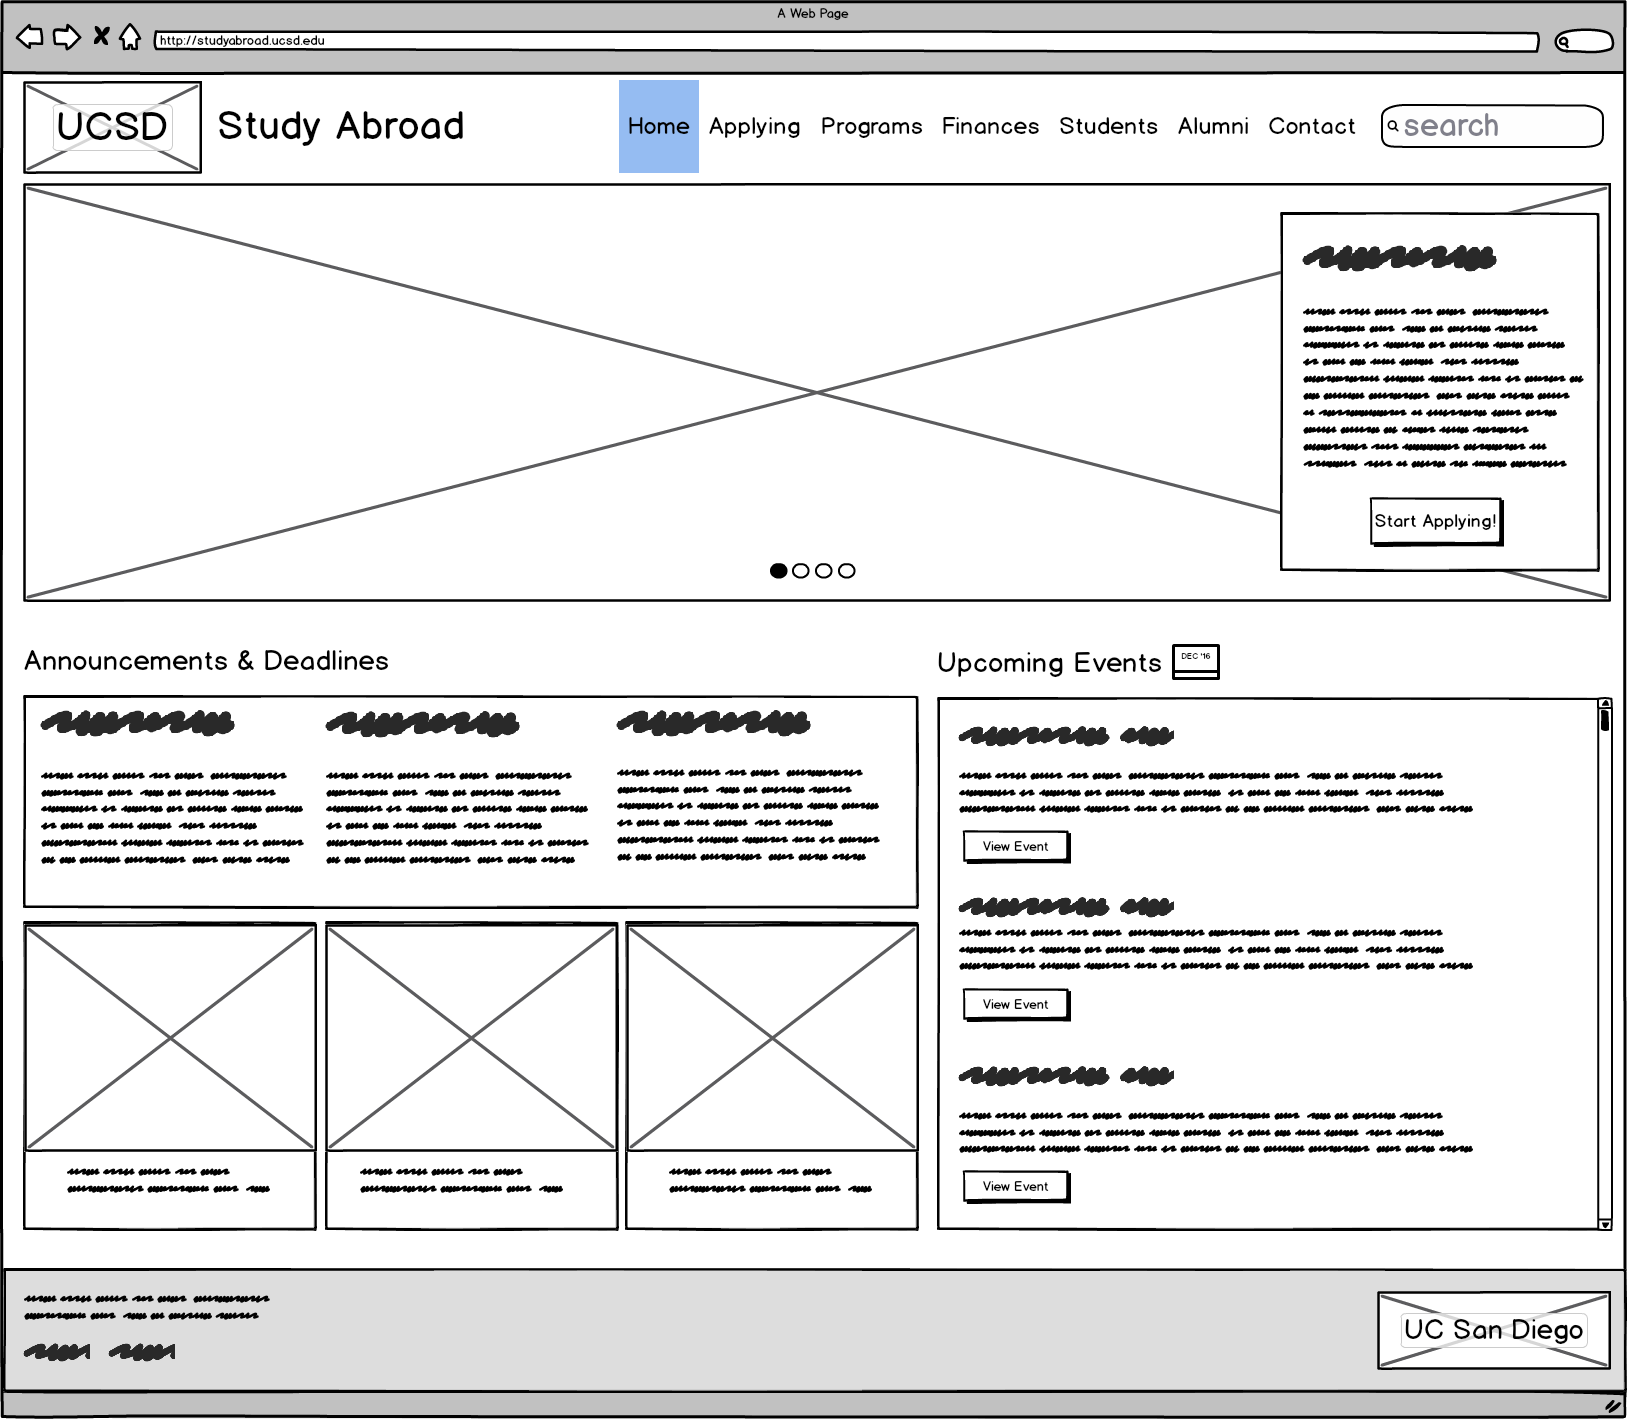 A Web Page
http://studyabroad.ucsd.edu
UCSD Study Abroad Home Applying Programs Finances Students Alumni Contact search
Start Applying!
Announcements & Deadlines
Upcoming Events DEC '16
View Event
View Event
View Event
UC San Diego